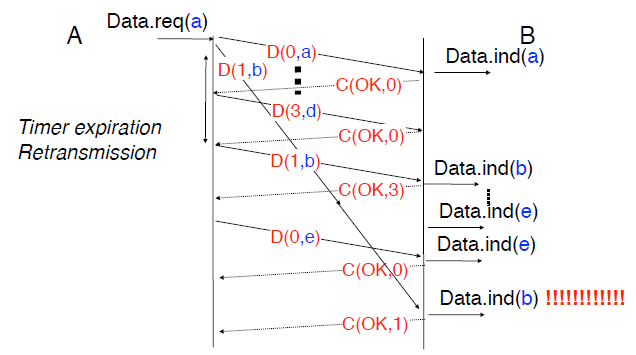 Data.req(a)
A
B
D(0,a)
Data.ind(a)
D(1,b)
C(OK,0)
D(3,d)
Timer expiration
Retransmission
C(OK,0)
D(1,b)
Data.ind(b)
C(OK,3)
Data.ind(e)
D(0,e)
Data.ind(e)
C(OK,0)
Data.ind(b) !!!!!!!!!!!!
C(OK,1)